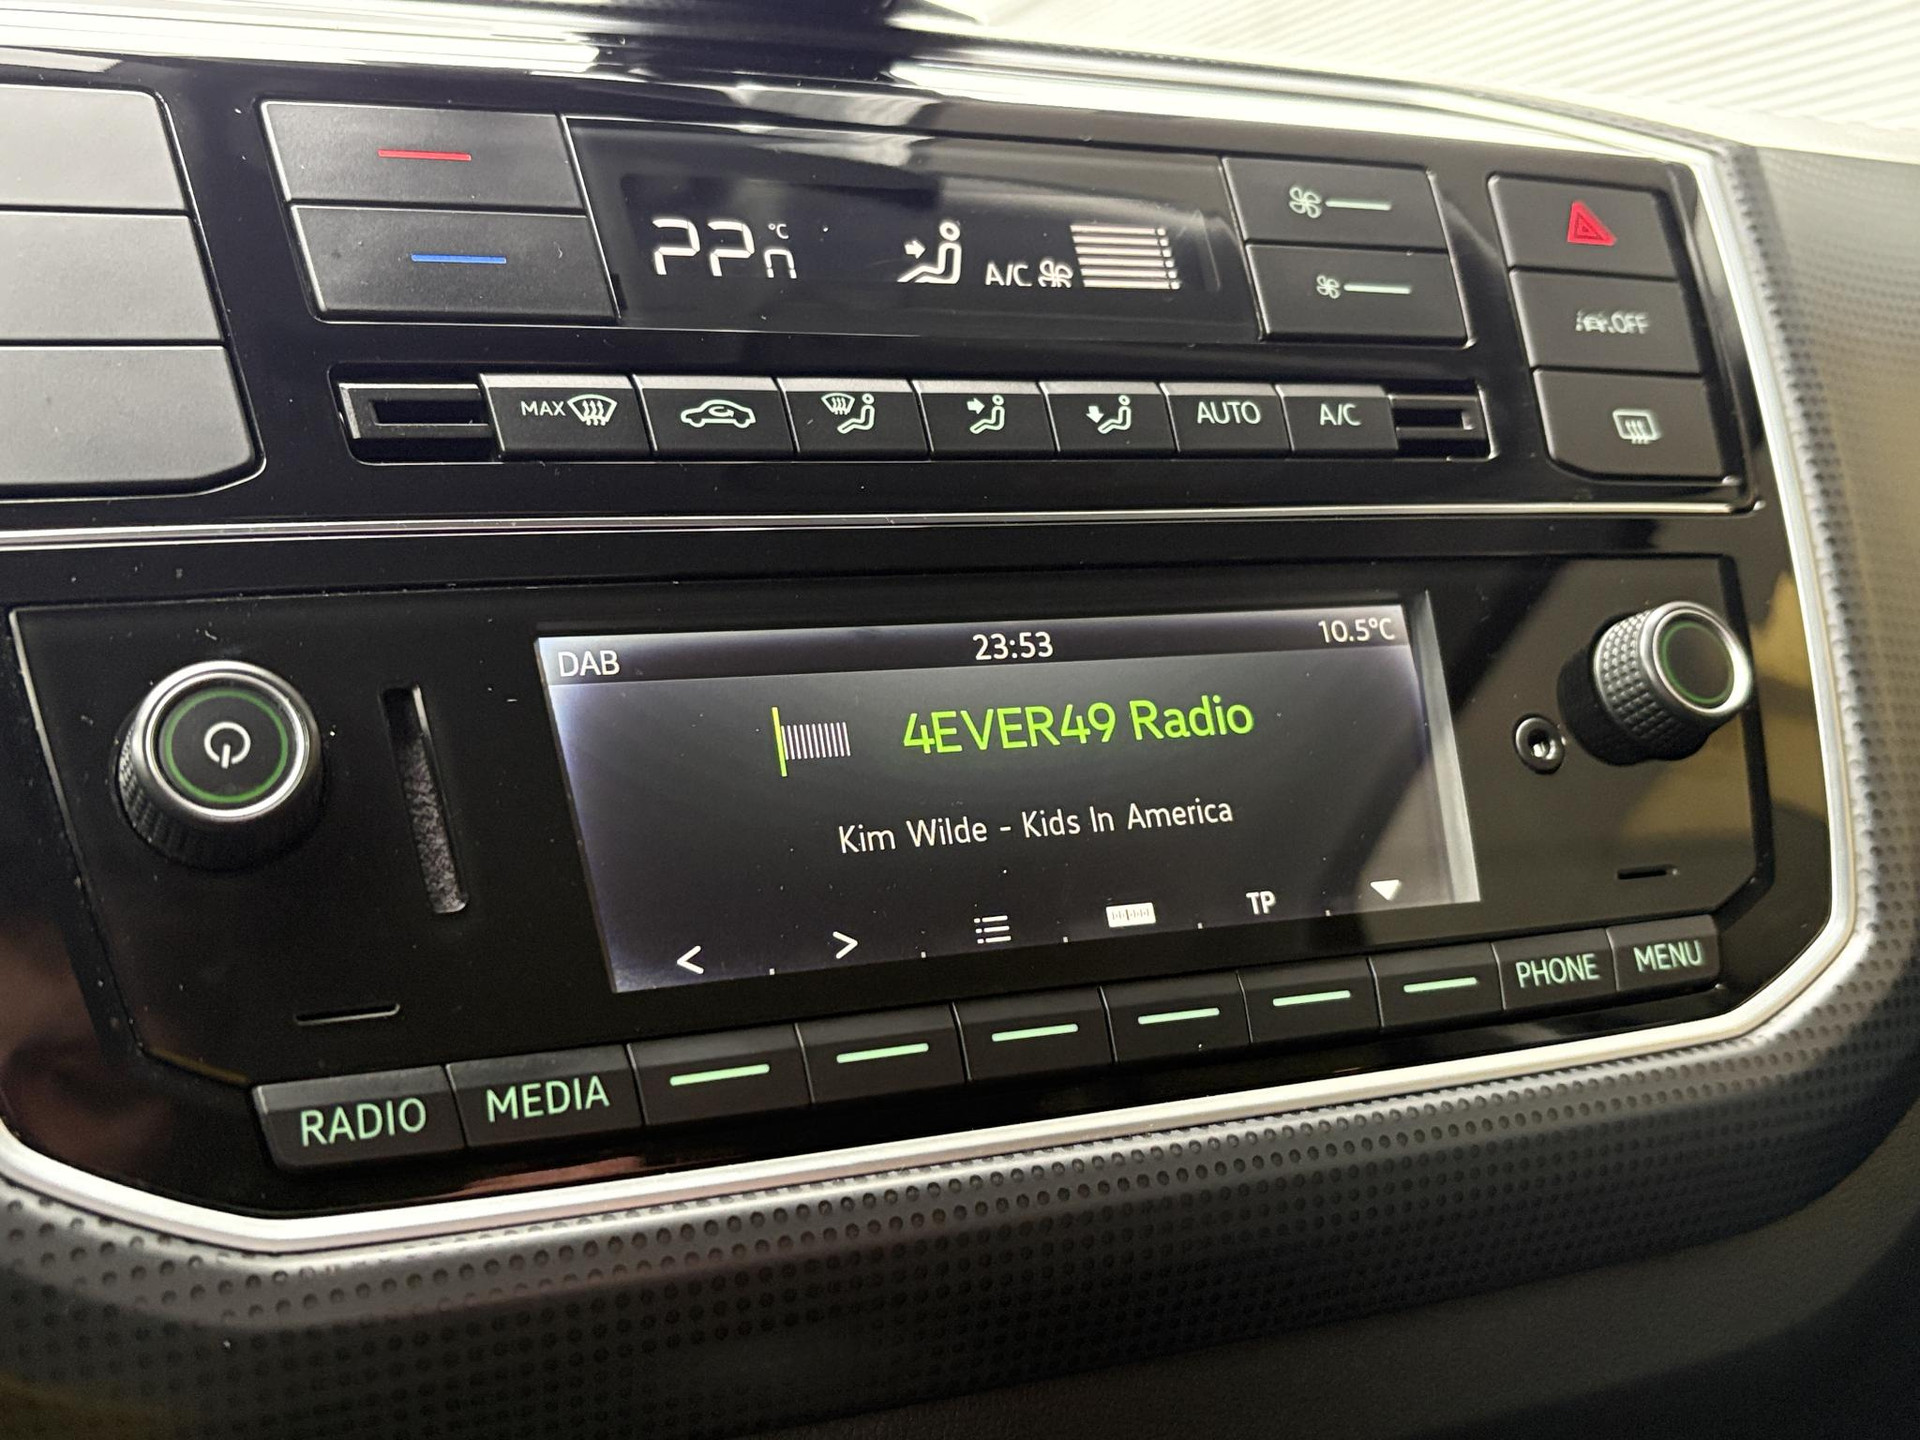 22.0 °C
A/C
OFF
MAX
AUTO
A/C
DAB 23:53 10.5°C
4EVER49 Radio
Kim Wilde - Kids In America
< > TP
PHONE MENU
RADIO MEDIA